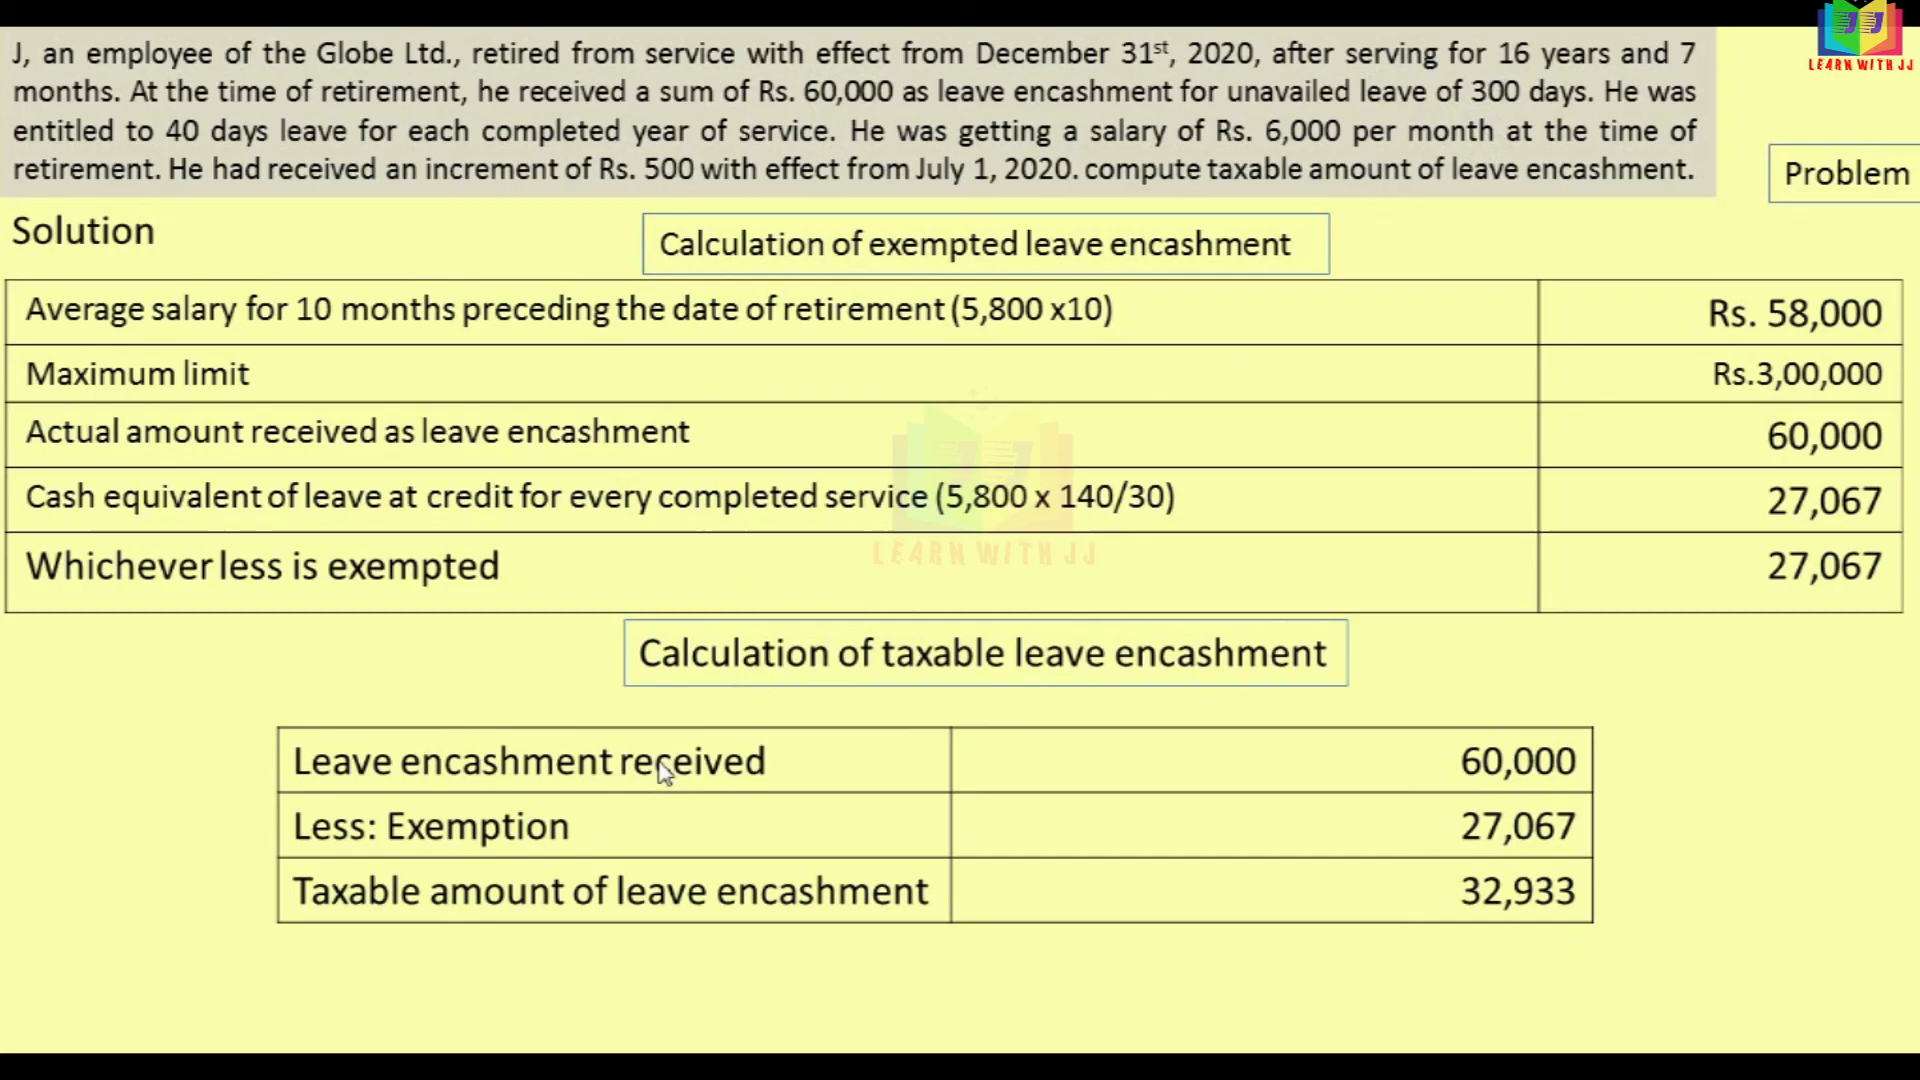 LEARN WITH JJ
J, an employee of the Globe Ltd., retired from service with effect from December 31st, 2020, after serving for 16 years and 7
months. At the time of retirement, he received a sum of Rs. 60,000 as leave encashment for unavailed leave of 300 days. He was
entitled to 40 days leave for each completed year of service. He was getting a salary of Rs. 6,000 per month at the time of
retirement. He had received an increment of Rs. 500 with effect from July 1, 2020. compute taxable amount of leave encashment.
Problem
Solution
Calculation of exempted leave encashment
Average salary for 10 months preceding the date of retirement (5,800 x10) Rs. 58,000
Maximum limit Rs.3,00,000
Actual amount received as leave encashment 60,000
Cash equivalent of leave at credit for every completed service (5,800 x 140/30) 27,067
LEARN WITH JJ
Whichever less is exempted 27,067
Calculation of taxable leave encashment
Leave encashment received 60,000
Less: Exemption 27,067
Taxable amount of leave encashment 32,933